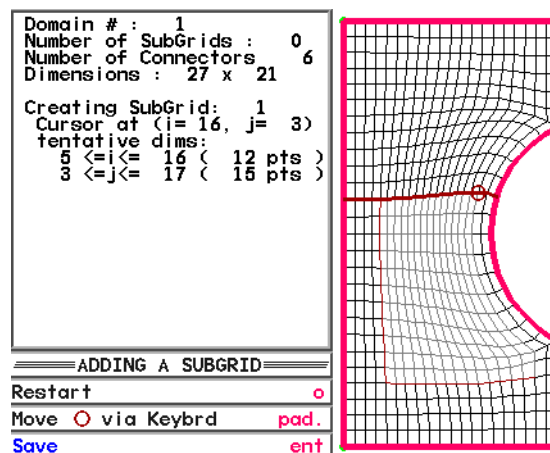 Domain # : 1
Number of SubGrids : 0
Number of Connectors 6
Dimensions : 27 x 21
Creating SubGrid: 1
Cursor at (i= 16, j= 3)
tentative dims:
5 <=i<= 16 ( 12 pts )
3 <=j<= 17 ( 15 pts )
ADDING A SUBGRID
Restart o
Move O via Keybrd pad.
Save ent